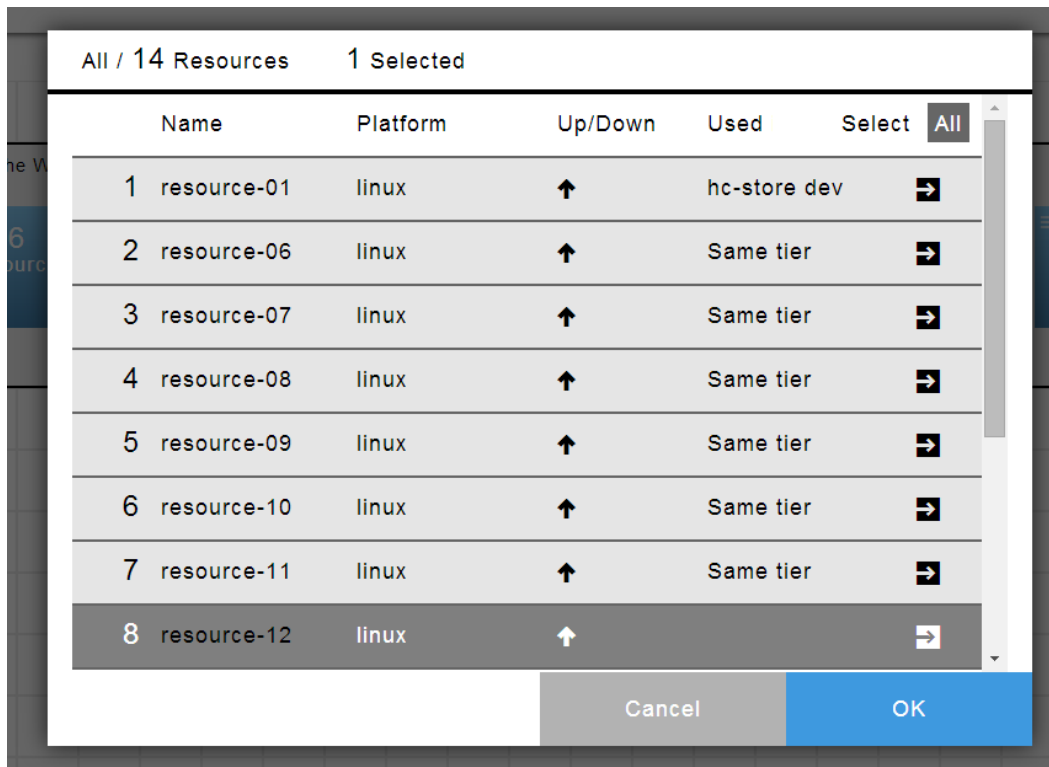 All / 14 Resources 1 Selected
Name Platform Up/Down Used Select All
1 resource-01 linux hc-store dev
2 resource-06 linux Same tier
3 resource-07 linux Same tier
4 resource-08 linux Same tier
5 resource-09 linux Same tier
6 resource-10 linux Same tier
7 resource-11 linux Same tier
8 resource-12 linux
Cancel OK
6